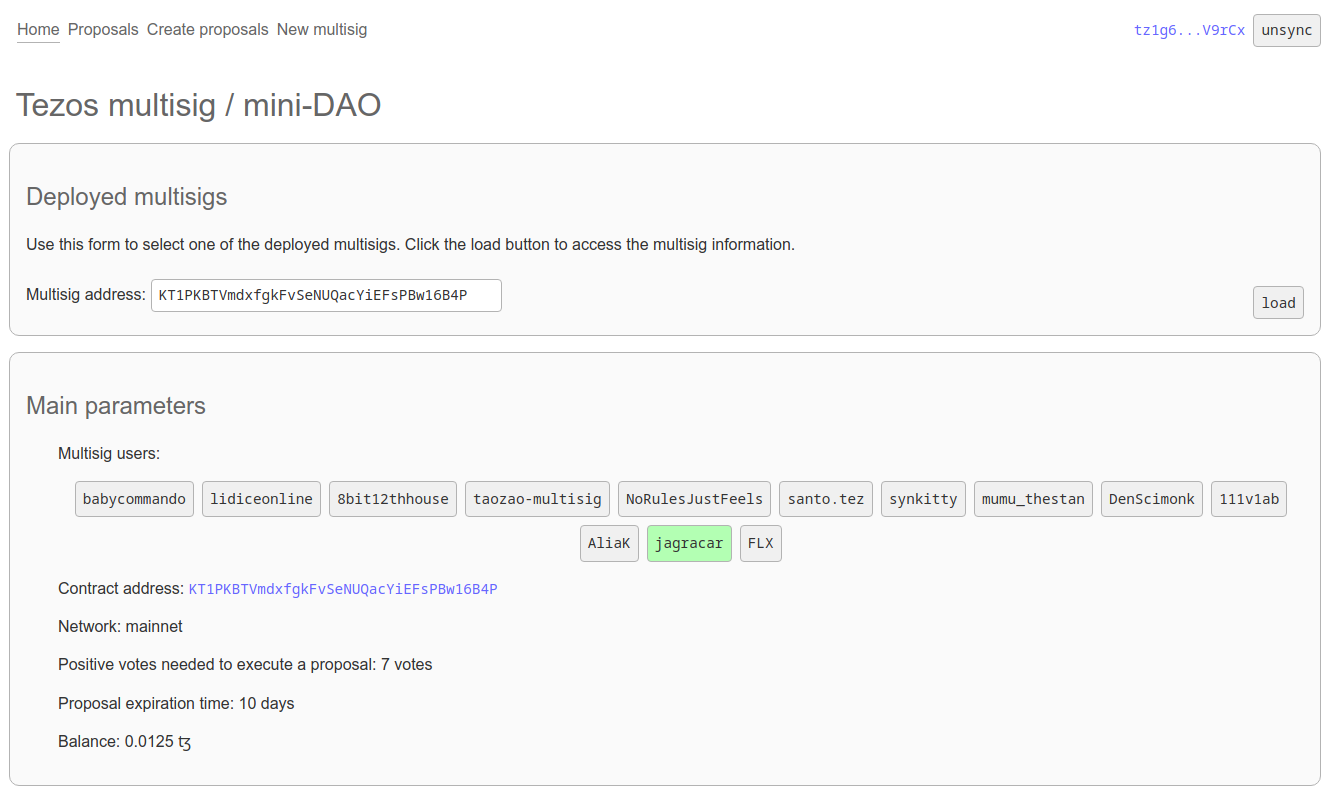 Home Proposals Create proposals New multisig tz1g6...V9rCx unsync
Tezos multisig / mini-DAO
Deployed multisigs
Use this form to select one of the deployed multisigs. Click the load button to access the multisig information.
Multisig address: KT1PKBTVmdxfgkFvSeNUQacYiEFsPBw16B4P load
Main parameters
Multisig users:
babycommando lidiceonline 8bit12thhouse taozao-multisig NoRulesJustFeels santo.tez synkitty mumu_thestan DenScimonk 111v1ab
AliaK jagracar FLX
Contract address: KT1PKBTVmdxfgkFvSeNUQacYiEFsPBw16B4P
Network: mainnet
Positive votes needed to execute a proposal: 7 votes
Proposal expiration time: 10 days
Balance: 0.0125 ꜩ